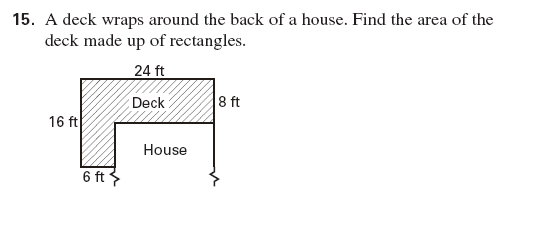 15. A deck wraps around the back of a house. Find the area of the
deck made up of rectangles.
24 ft
Deck
8 ft
16 ft
House
6 ft